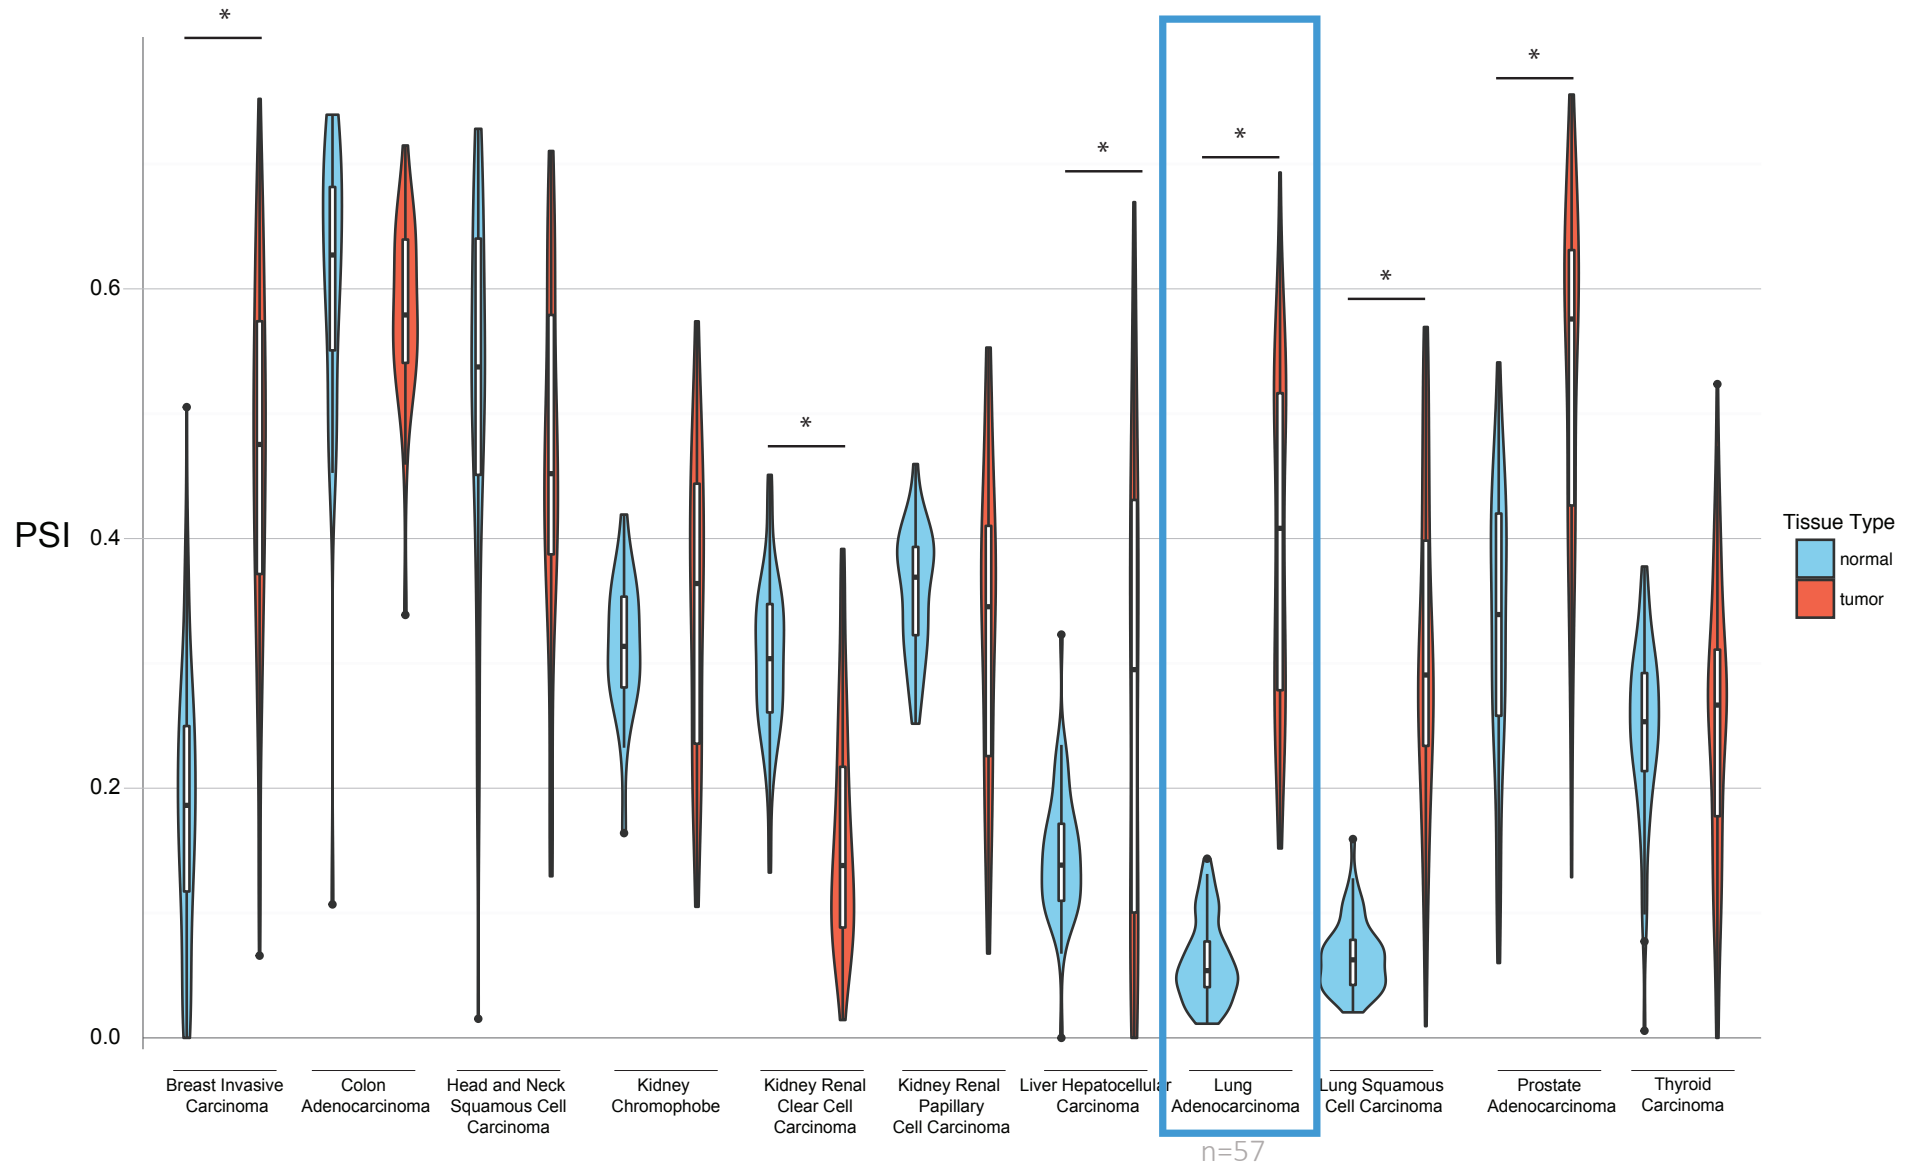 *
*
*
*
*
*
*
0.6
0.4
0.2
0.0
PSI
Tissue Type
normal
tumor
Breast Invasive
Carcinoma
Colon
Adenocarcinoma
Head and Neck
Squamous Cell
Carcinoma
Kidney
Chromophobe
Kidney Renal
Clear Cell
Carcinoma
Kidney Renal
Papillary
Cell Carcinoma
Liver Hepatocellular
Carcinoma
Lung
Adenocarcinoma
Lung Squamous
Cell Carcinoma
Prostate
Adenocarcinoma
Thyroid
Carcinoma
n=57